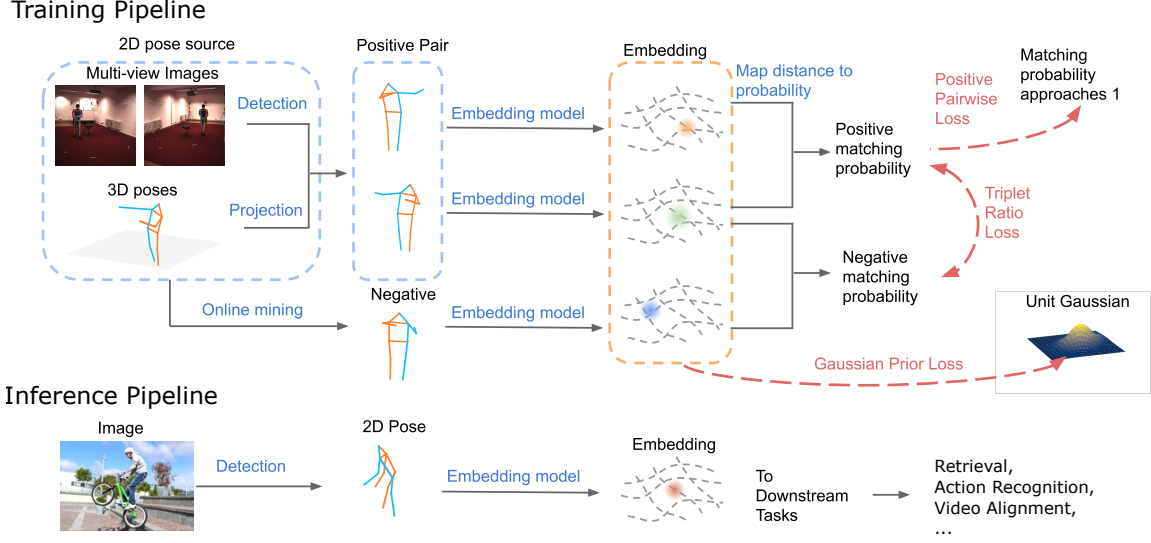 Training Pipeline
2D pose source
Multi-view Images
Detection
3D poses
Projection
Positive Pair
Embedding model
Embedding model
Online mining
Negative
Embedding model
Embedding
Map distance to
probability
Positive
matching
probability
Negative
matching
probability
Positive
Pairwise
Loss
Matching
probability
approaches 1
Triplet
Ratio
Loss
Unit Gaussian
Gaussian Prior Loss
Inference Pipeline
Image
Detection
2D Pose
Embedding model
Embedding
To
Downstream
Tasks
Retrieval,
Action Recognition,
Video Alignment,
...